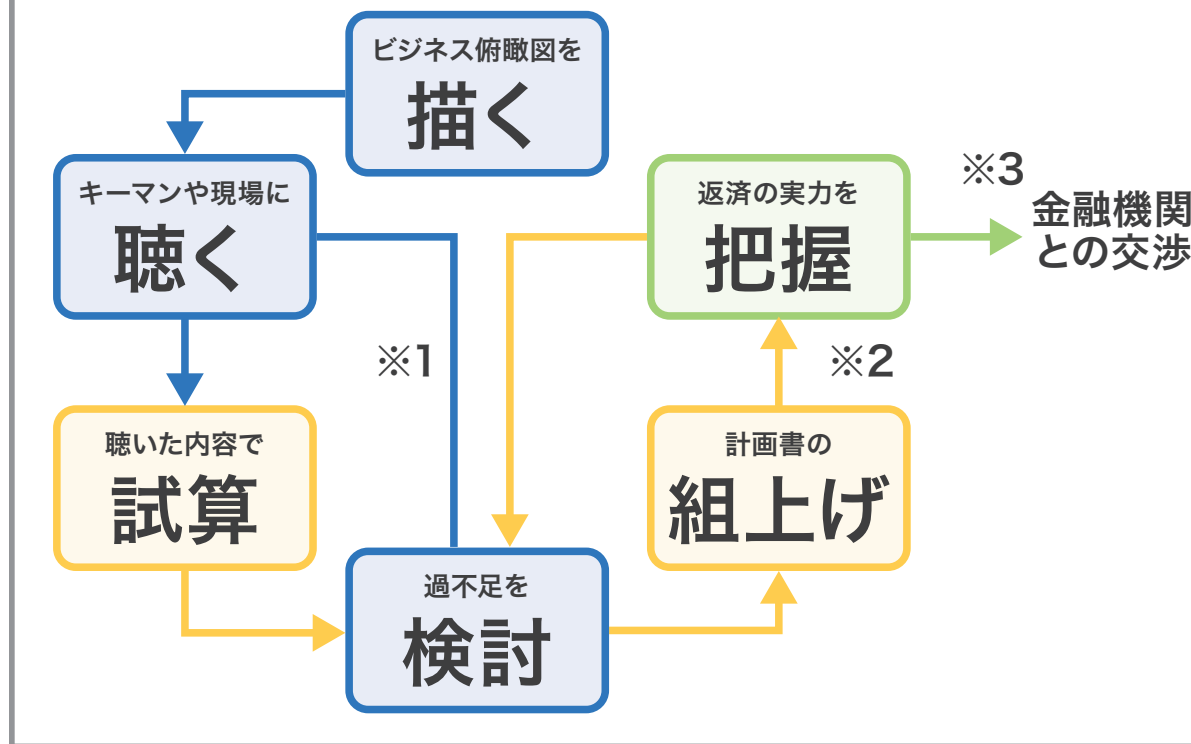 ビジネス俯瞰図を
描く
キーマンや現場に
聴く
聴いた内容で
試算
過不足を
検討
計画書の
組上げ
返済の実力を
把握
※1
※2
※3
金融機関
との交渉